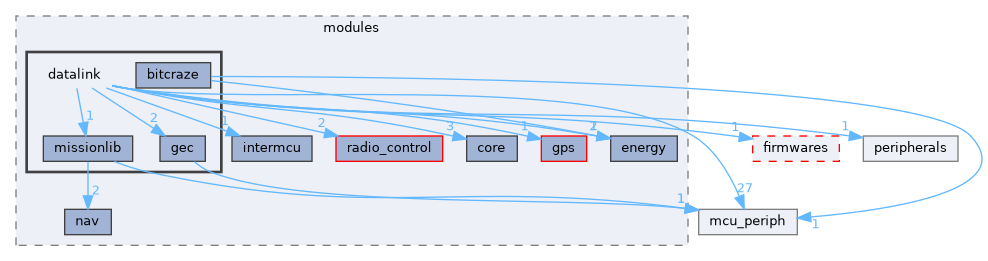 modules
datalink
bitcraze
1
2
1
2
3
1
1
1
missionlib
gec
intermcu
radio_control
core
gps
energy
firmwares
peripherals
2
1
27
1
nav
mcu_periph